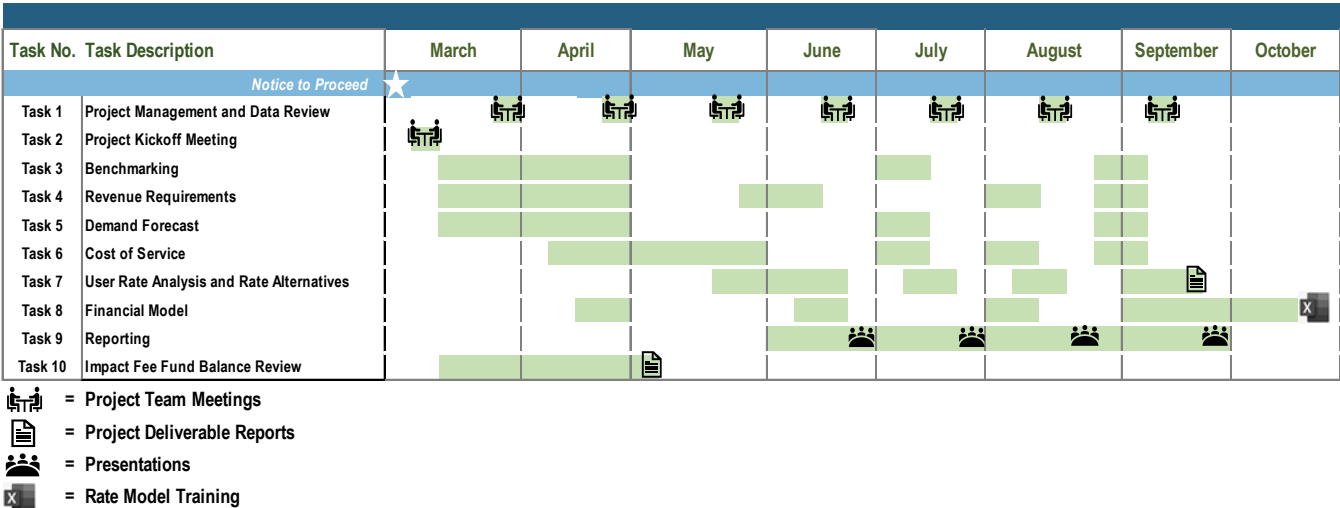 Task No. Task Description March April May June July August September October
Notice to Proceed
Task 1 Project Management and Data Review
Task 2 Project Kickoff Meeting
Task 3 Benchmarking
Task 4 Revenue Requirements
Task 5 Demand Forecast
Task 6 Cost of Service
Task 7 User Rate Analysis and Rate Alternatives
Task 8 Financial Model
X
Task 9 Reporting
Task 10 Impact Fee Fund Balance Review
= Project Team Meetings
= Project Deliverable Reports
= Presentations
X = Rate Model Training